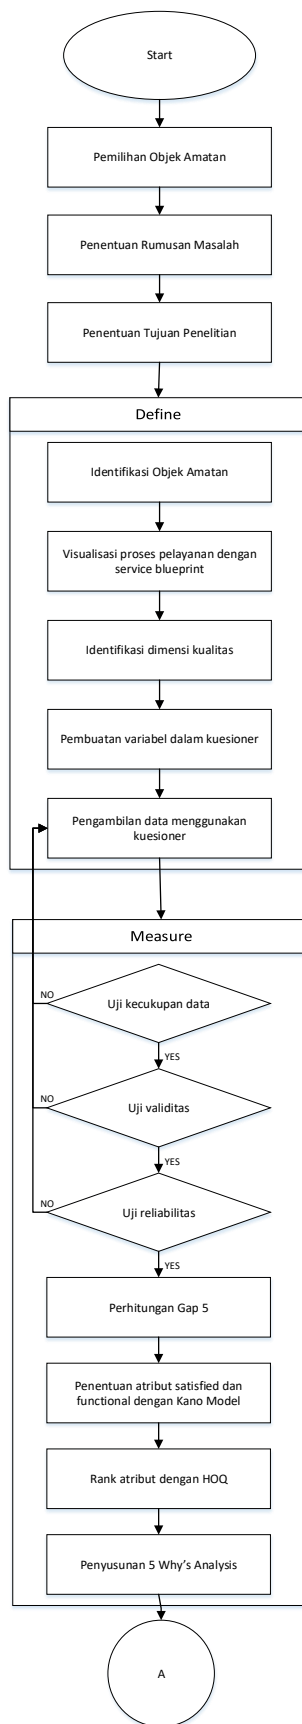 Start
Pemilihan Objek Amatan
Penentuan Rumusan Masalah
Penentuan Tujuan Penelitian
Define
Identifikasi Objek Amatan
Visualisasi proses pelayanan dengan
service blueprint
Identifikasi dimensi kualitas
Pembuatan variabel dalam kuesioner
Pengambilan data menggunakan
kuesioner
Measure
NO
Uji kecukupan data
YES
NO
Uji validitas
YES
NO
Uji reliabilitas
YES
Perhitungan Gap 5
Penentuan atribut satisfied dan
functional dengan Kano Model
Rank atribut dengan HOQ
Penyusunan 5 Why's Analysis
A